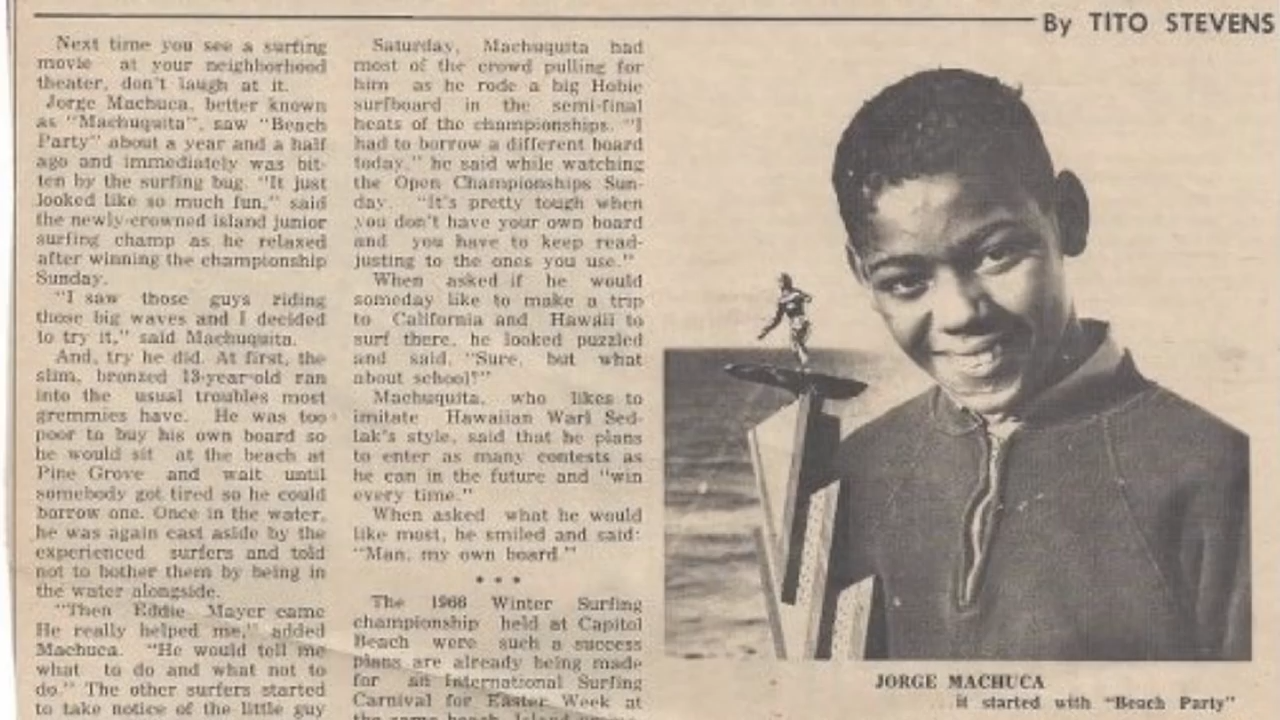 By TITO STEVENS
Next time you see a surfing
movie at your neighborhood
theater, don't laugh at it.
Jorge Machuca, better known
as "Machuquita", saw "Beach
Party" about a year and a half
ago and immediately was bit-
ten by the surfing bug. "It just
looked like so much fun," said
the newly-crowned island junior
surfing champ as he relaxed
after winning the championship
Sunday.
"I saw those guys riding
those big waves and I decided
to try it," said Machuquita.
And, try he did. At first, the
slim, bronzed 13-year-old ran
into the usual troubles most
gremmies have. He was too
poor to buy his own board so
he would sit at the beach at
Pine Grove and wait until
somebody got tired so he could
borrow one. Once in the water,
he was again cast aside by the
experienced surfers and told
not to bother them by being in
the water alongside.
"Then Eddie Mayer came
He really helped me," added
Machuca. "He would tell me
what to do and what not to
do." The other surfers started
to take notice of the little guy
Saturday, Machuquita had
most of the crowd pulling for
him as he rode a big Hobie
surfboard in the semi-final
heats of the championships. "I
had to borrow a different board
today," he said while watching
the Open Championships Sun-
day. "It's pretty tough when
you don't have your own board
and you have to keep read-
justing to the ones you use."
When asked if he would
someday like to make a trip
to California and Hawaii to
surf there, he looked puzzled
and said, "Sure, but what
about school?"
Machuquita, who likes to
imitate Hawaiian Warl Sed-
lak's style, said that he plans
to enter as many contests as
he can in the future and "win
every time."
When asked what he would
like most, he smiled and said:
"Man, my own board."
* * *
The 1966 Winter Surfing
championship held at Capitol
Beach were such a success
plans are already being made
for an International Surfing
Carnival for Easter Week at
the same beach. Island
JORGE MACHUCA
it started with "Beach Party"